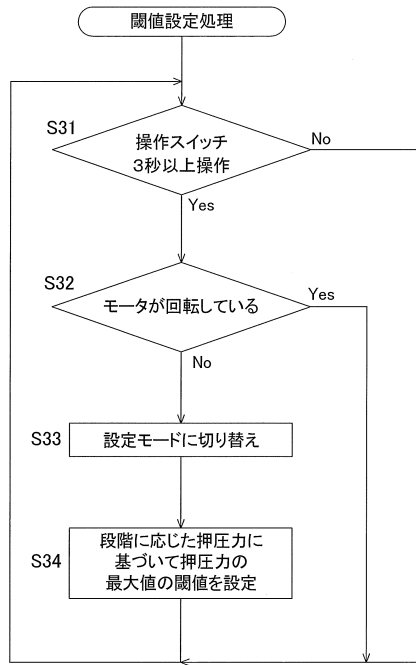 閾値設定処理
S31
操作スイッチ
3秒以上操作
No
Yes
S32
モータが回転している
Yes
No
S33
設定モードに切り替え
S34
段階に応じた押圧力に
基づいて押圧力の
最大値の閾値を設定